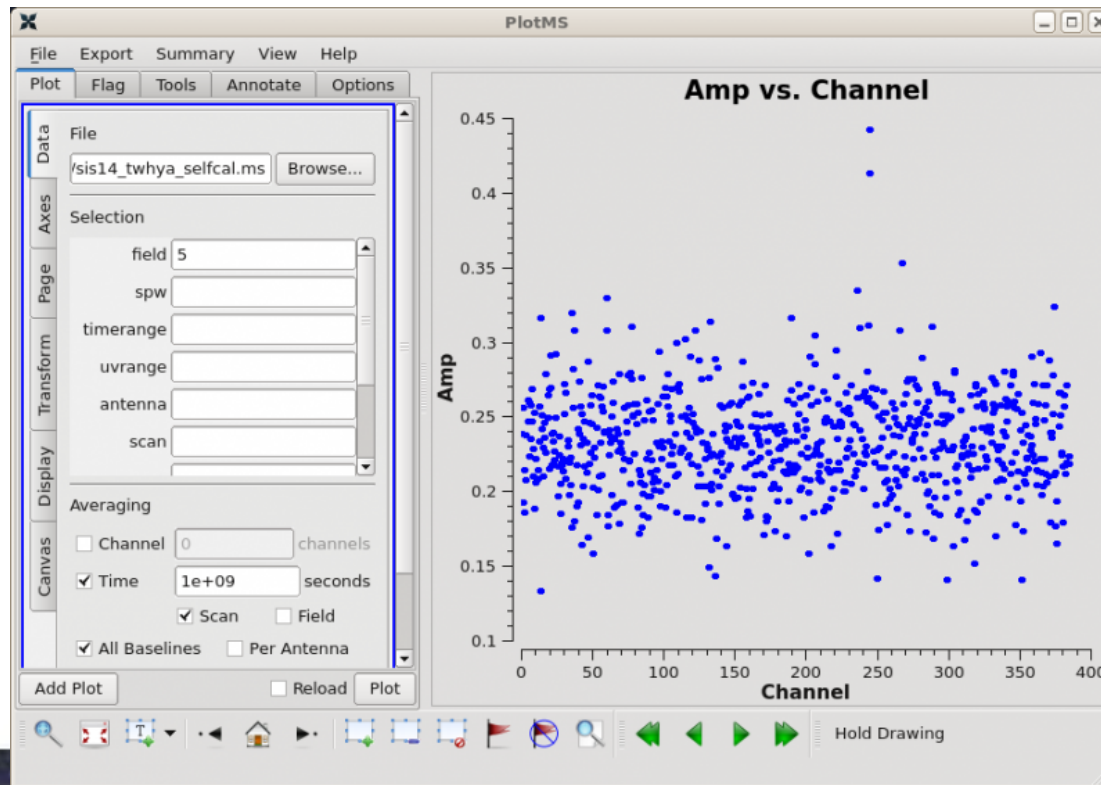 PlotMS
File Export Summary View Help
Plot Flag Tools Annotate Options
Data
Axes
Page
Transform
Display
Canvas
File
/sis14_twhya_selfcal.ms Browse...
Selection
field 5
spw
timerange
uvrange
antenna
scan
Averaging
Channel 0 channels
Time 1e+09 seconds
Scan Field
All Baselines Per Antenna
Add Plot Reload Plot
Amp vs. Channel
Amp
0.45
0.4
0.35
0.3
0.25
0.2
0.15
0.1
0 50 100 150 200 250 300 350 400
Channel
T
Hold Drawing